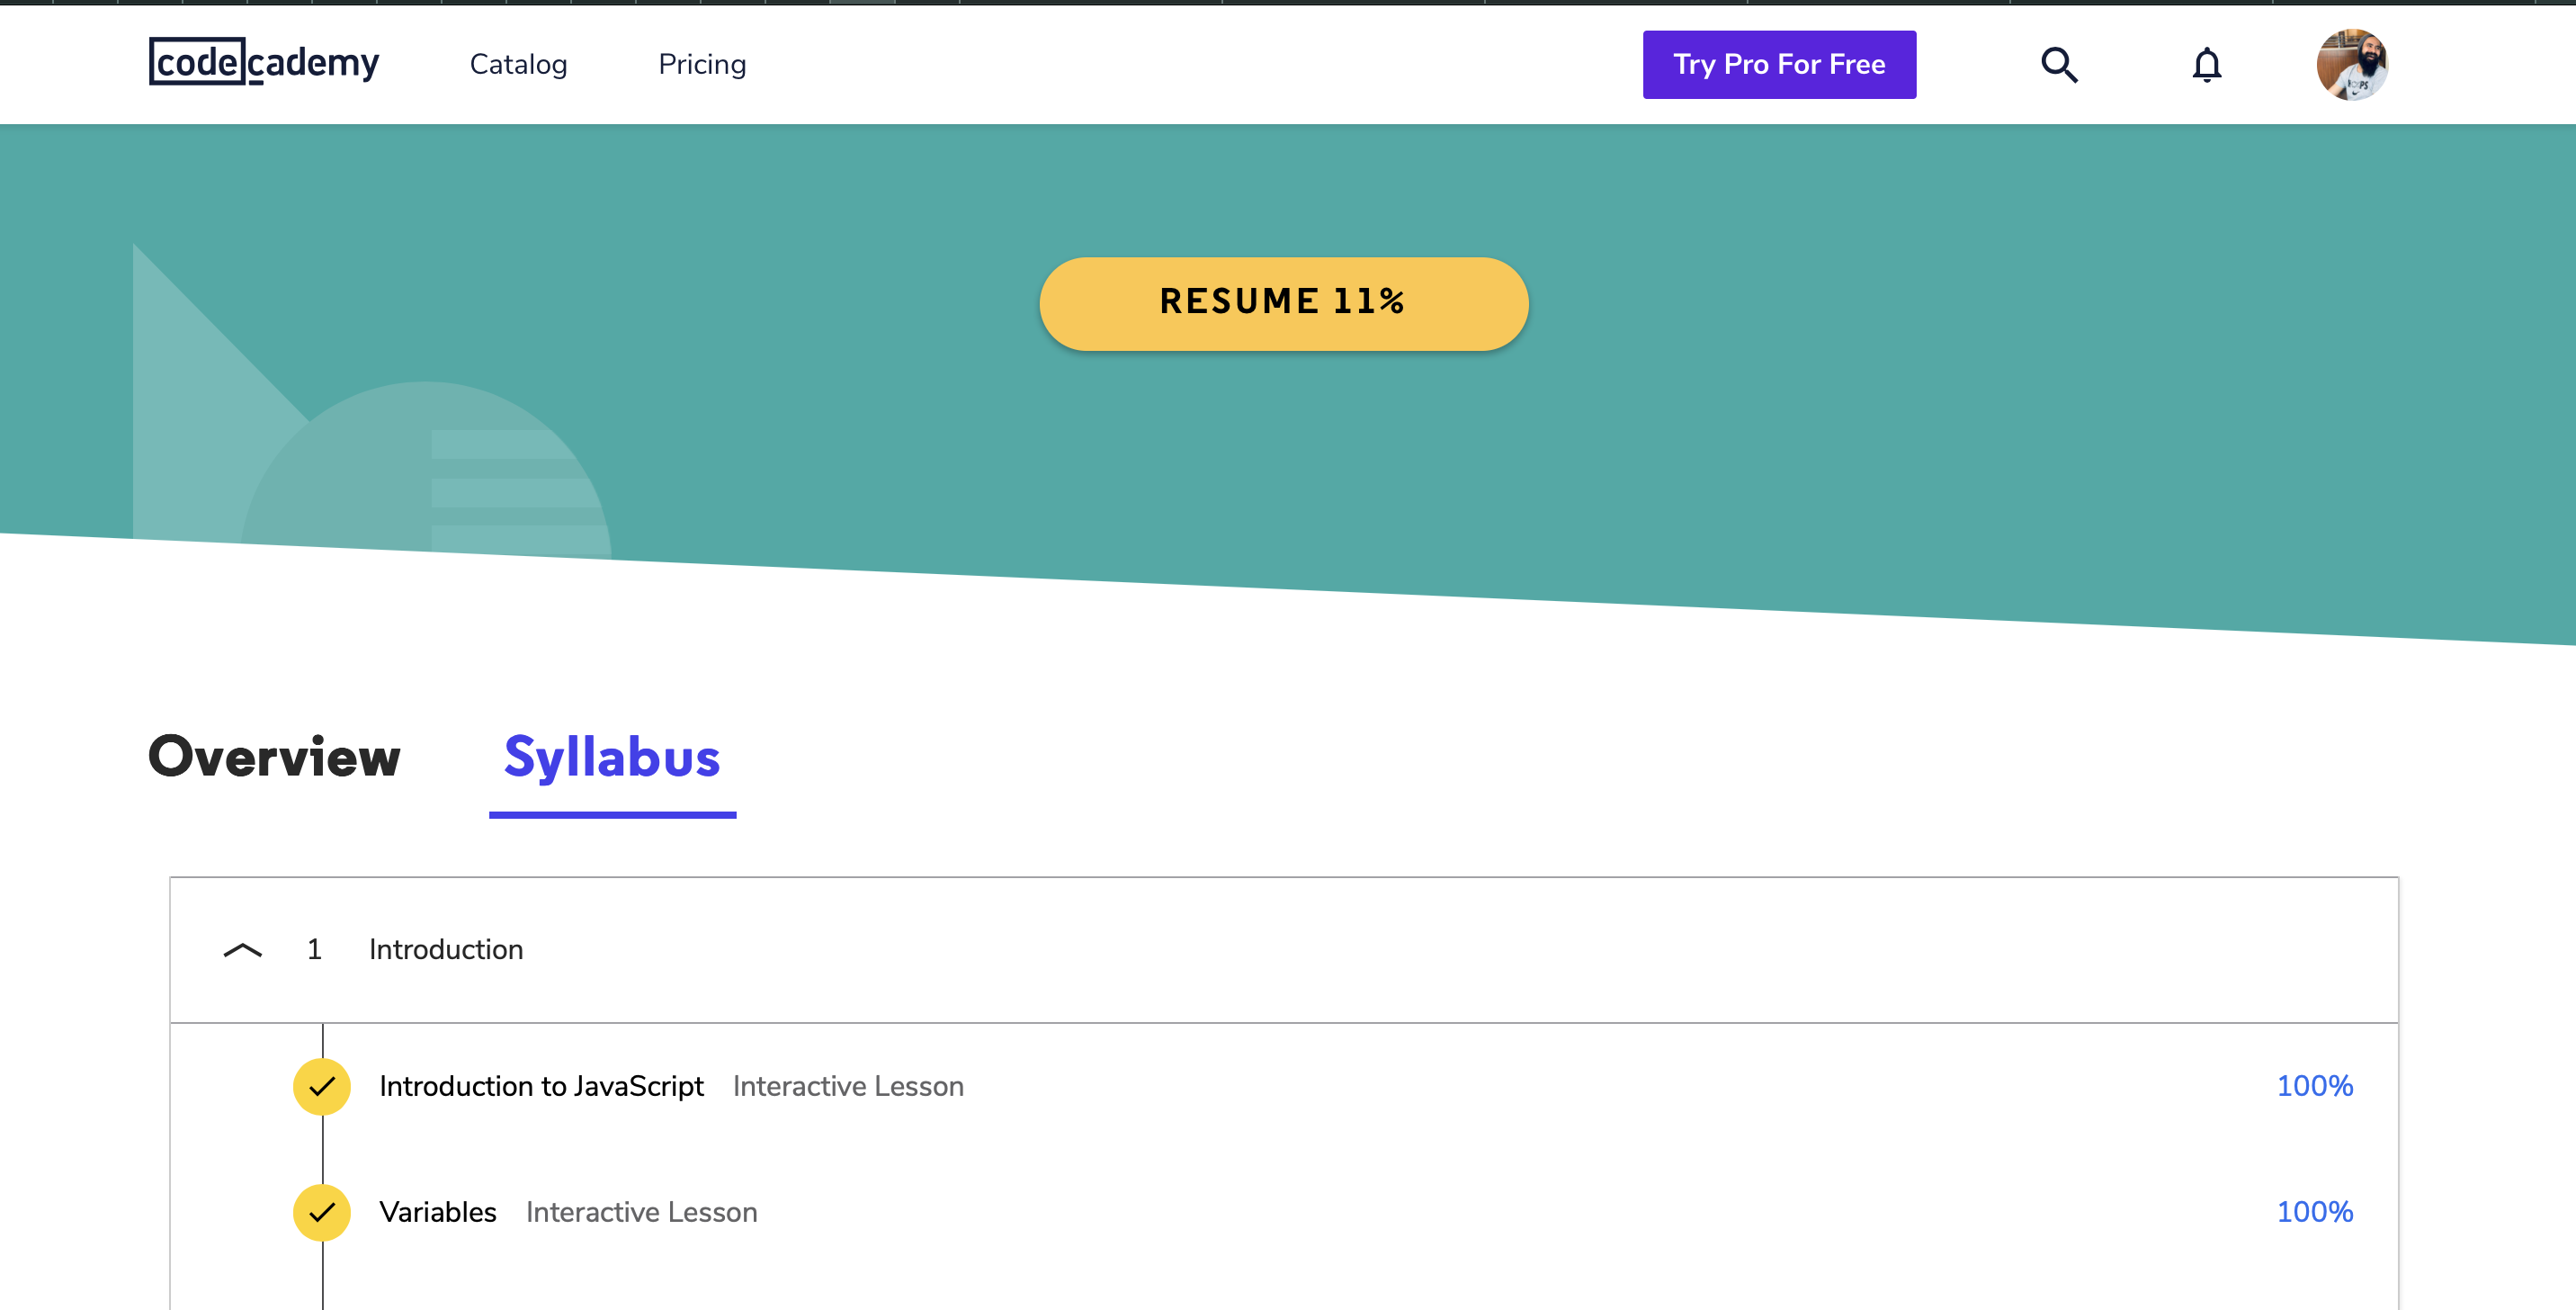 codecademy Catalog Pricing Try Pro For Free
RESUME 11%
Overview Syllabus
1 Introduction
Introduction to JavaScript Interactive Lesson 100%
Variables Interactive Lesson 100%